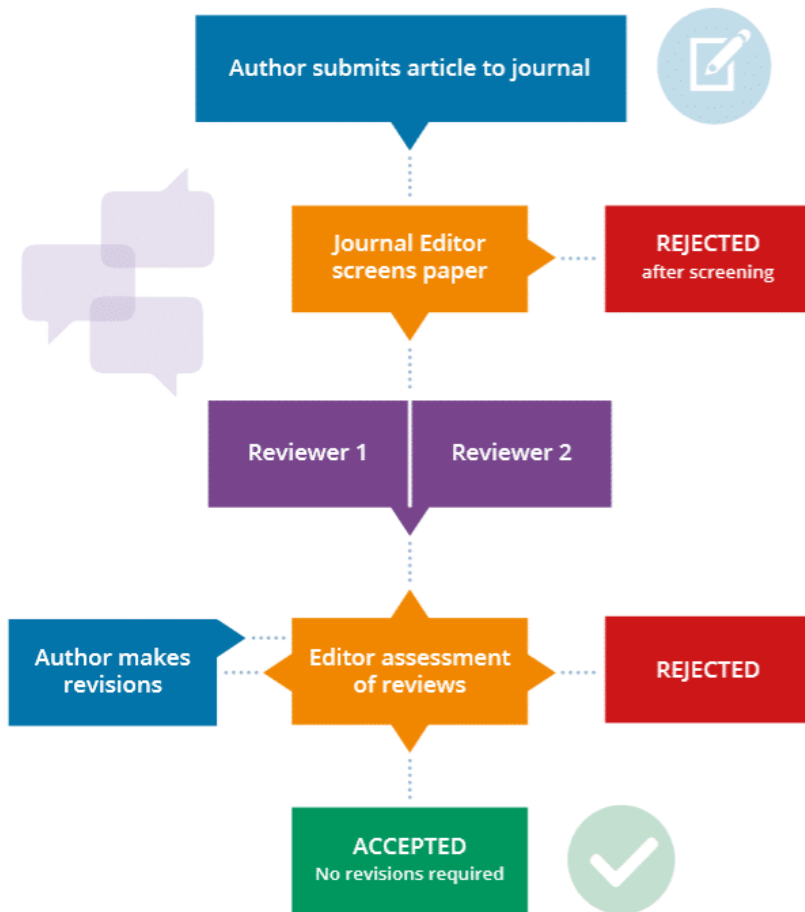 Author submits article to journal
Journal Editor
screens paper
REJECTED
after screening
Reviewer 1
Reviewer 2
Author makes
revisions
Editor assessment
of reviews
REJECTED
ACCEPTED
No revisions required